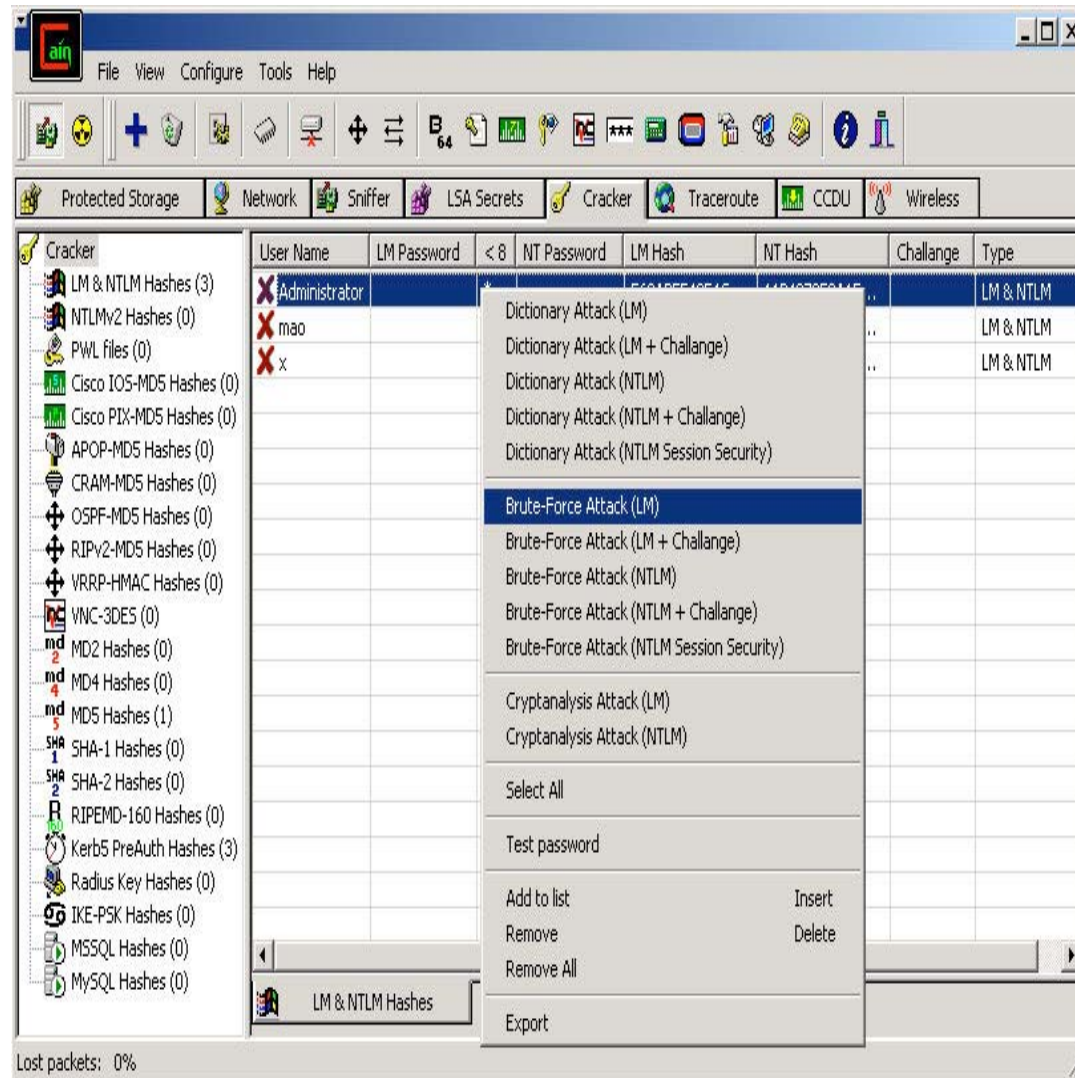 Cain
File View Configure Tools Help
B 64
***
Protected Storage Network Sniffer LSA Secrets Cracker Traceroute CCDU Wireless
Cracker
LM & NTLM Hashes (3)
NTLMv2 Hashes (0)
PWL files (0)
Cisco IOS-MD5 Hashes (0)
Cisco PIX-MD5 Hashes (0)
APOP-MD5 Hashes (0)
CRAM-MD5 Hashes (0)
OSPF-MD5 Hashes (0)
RIPv2-MD5 Hashes (0)
VRRP-HMAC Hashes (0)
VNC-3DES (0)
MD2 Hashes (0)
MD4 Hashes (0)
MD5 Hashes (1)
SHA-1 Hashes (0)
SHA-2 Hashes (0)
RIPEMD-160 Hashes (0)
Kerb5 PreAuth Hashes (3)
Radius Key Hashes (0)
IKE-PSK Hashes (0)
MSSQL Hashes (0)
MySQL Hashes (0)
User Name LM Password < 8 NT Password LM Hash NT Hash Challange Type
Administrator LM & NTLM
mao LM & NTLM
x LM & NTLM
Dictionary Attack (LM)
Dictionary Attack (LM + Challange)
Dictionary Attack (NTLM)
Dictionary Attack (NTLM + Challange)
Dictionary Attack (NTLM Session Security)
Brute-Force Attack (LM)
Brute-Force Attack (LM + Challange)
Brute-Force Attack (NTLM)
Brute-Force Attack (NTLM + Challange)
Brute-Force Attack (NTLM Session Security)
Cryptanalysis Attack (LM)
Cryptanalysis Attack (NTLM)
Select All
Test password
Add to list Insert
Remove Delete
Remove All
Export
LM & NTLM Hashes
Lost packets: 0%